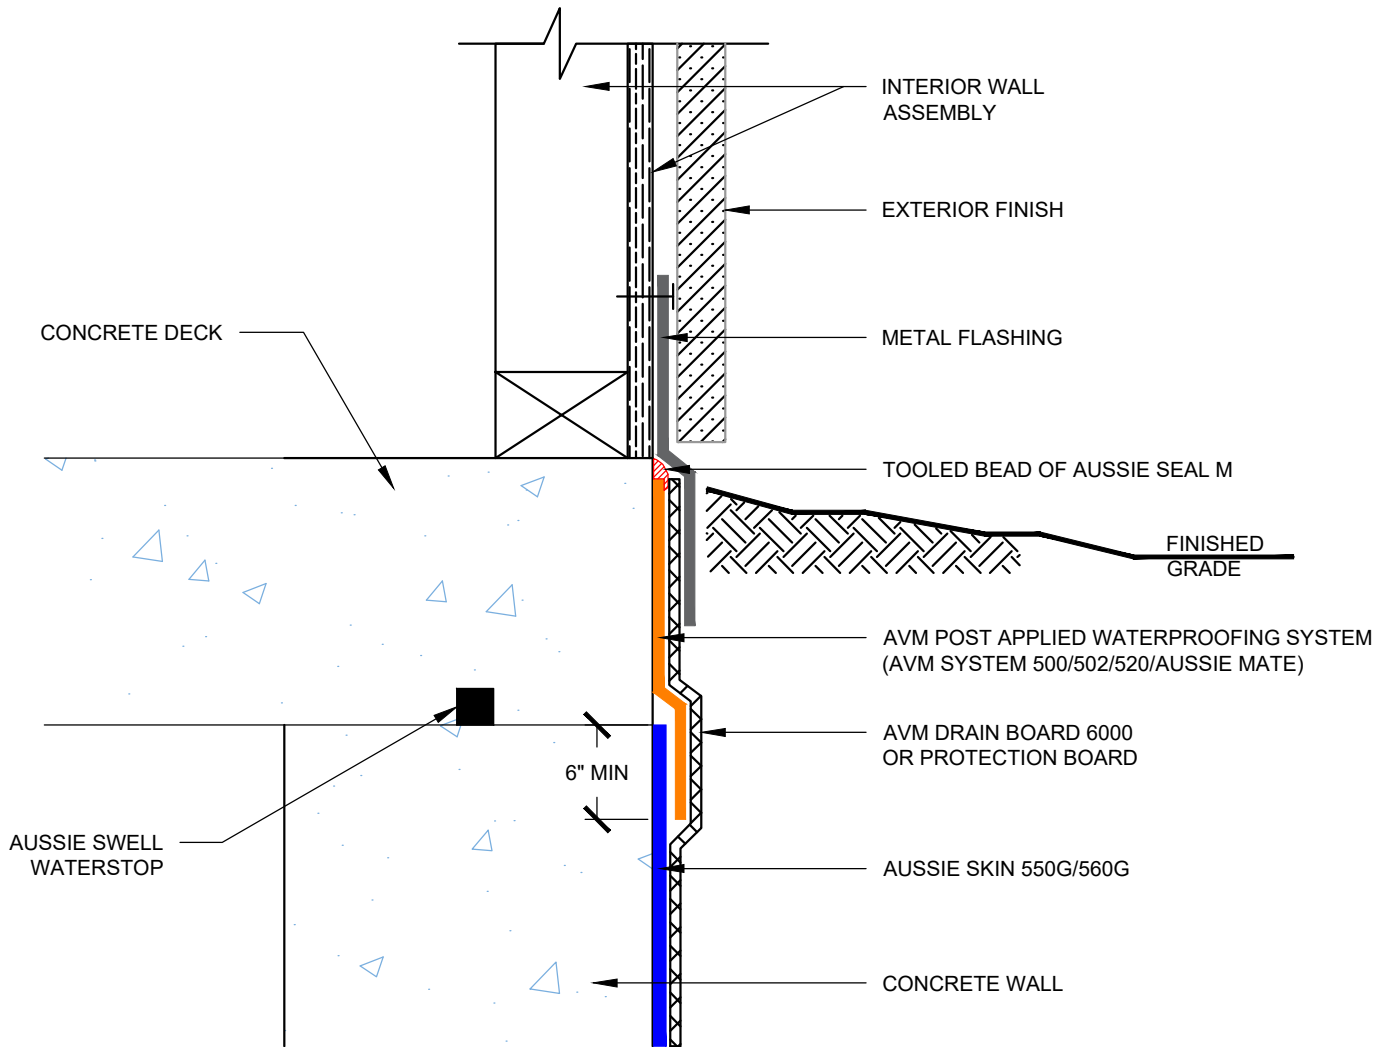 INTERIOR WALL
ASSEMBLY
EXTERIOR FINISH
CONCRETE DECK
METAL FLASHING
TOOLED BEAD OF AUSSIE SEAL M
FINISHED
GRADE
AVM POST APPLIED WATERPROOFING SYSTEM
(AVM SYSTEM 500/502/520/AUSSIE MATE)
AVM DRAIN BOARD 6000
OR PROTECTION BOARD
6" MIN
AUSSIE SWELL
WATERSTOP
AUSSIE SKIN 550G/560G
CONCRETE WALL